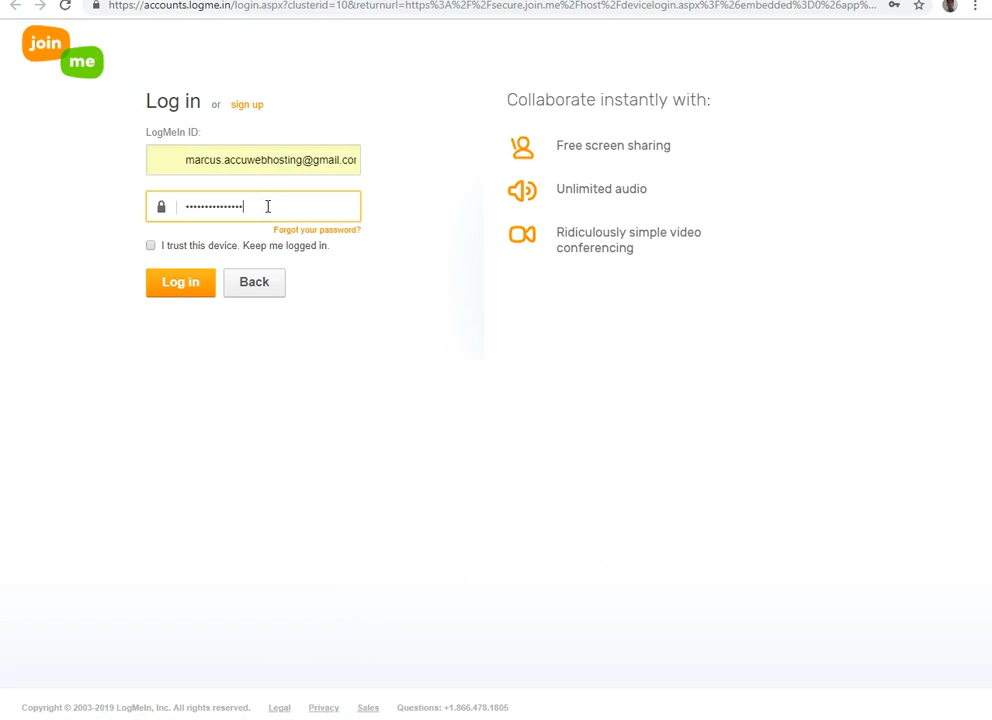 https://accounts.logme.in/login.aspx?clusterid=10&returnurl=https%3A%2F%2Fsecure.join.me%2Fhost%2Fdevicelogin.aspx%3F%26embedded%3D0%26app%...
join
me
Log in or sign up
LogMeIn ID:
marcus.accuwebhosting@gmail.com
•••••••••••••••
Forgot your password?
I trust this device. Keep me logged in.
Log in
Back
Collaborate instantly with:
Free screen sharing
Unlimited audio
Ridiculously simple video
conferencing
Copyright © 2003-2019 LogMeIn, Inc. All rights reserved. Legal Privacy Sales Questions: +1.866.478.1805